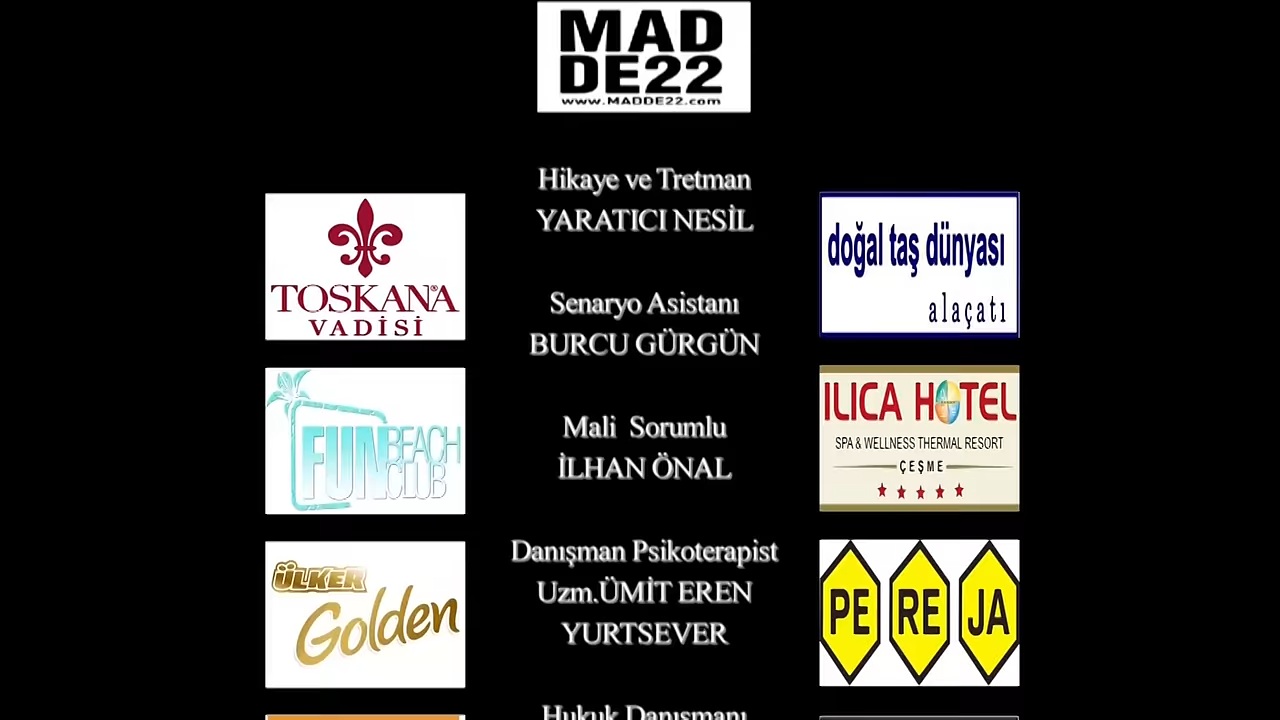 MAD
DE22
www.MADDE22.com
Hikaye ve Tretman
YARATICI NESİL
Senaryo Asistanı
BURCU GÜRGÜN
Mali Sorumlu
İLHAN ÖNAL
Danışman Psikoterapist
Uzm.ÜMİT EREN
YURTSEVER
Hukuk Danışmanı
TOSKANA®
VADİSİ
FUN BEACH
CLUB
ÜLKER
Golden
doğal taş dünyası
alaçatı
ILICA HOTEL
SPA & WELLNESS THERMAL RESORT
ÇEŞME
PE RE JA